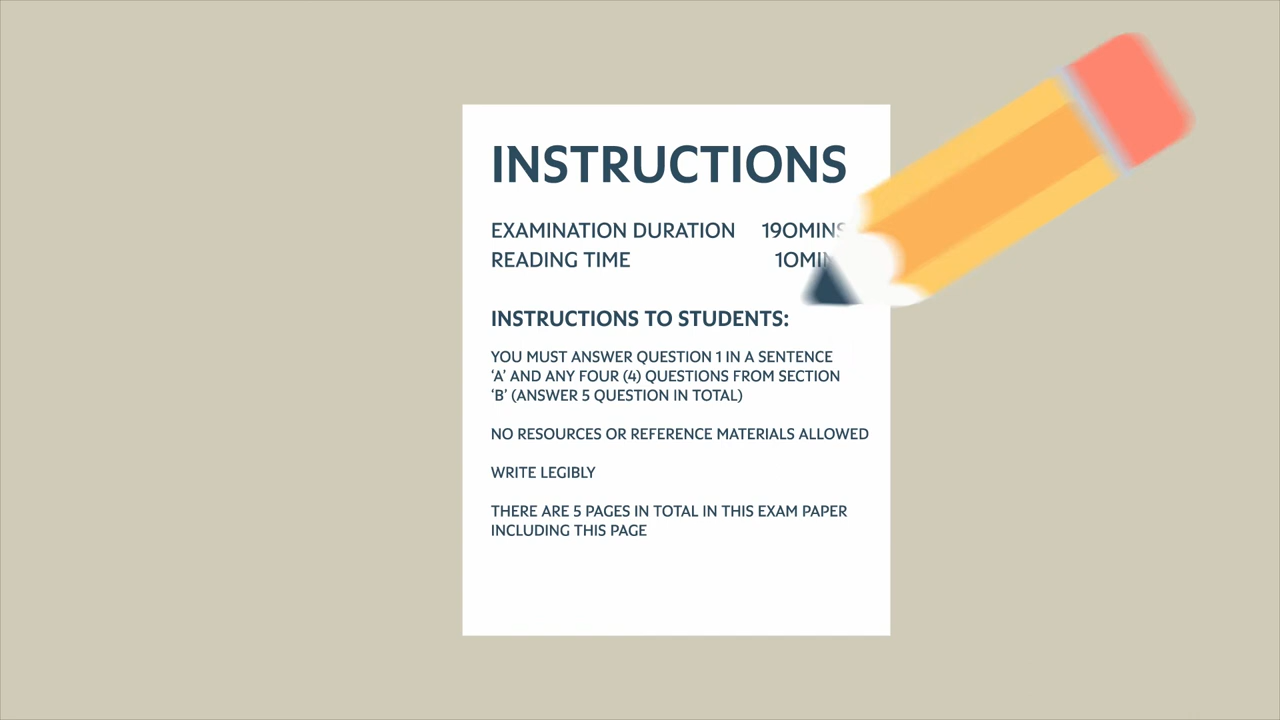 INSTRUCTIONS
EXAMINATION DURATION 190MINS
READING TIME 10MIN
INSTRUCTIONS TO STUDENTS:
YOU MUST ANSWER QUESTION 1 IN A SENTENCE
‘A’ AND ANY FOUR (4) QUESTIONS FROM SECTION
‘B’ (ANSWER 5 QUESTION IN TOTAL)
NO RESOURCES OR REFERENCE MATERIALS ALLOWED
WRITE LEGIBLY
THERE ARE 5 PAGES IN TOTAL IN THIS EXAM PAPER
INCLUDING THIS PAGE